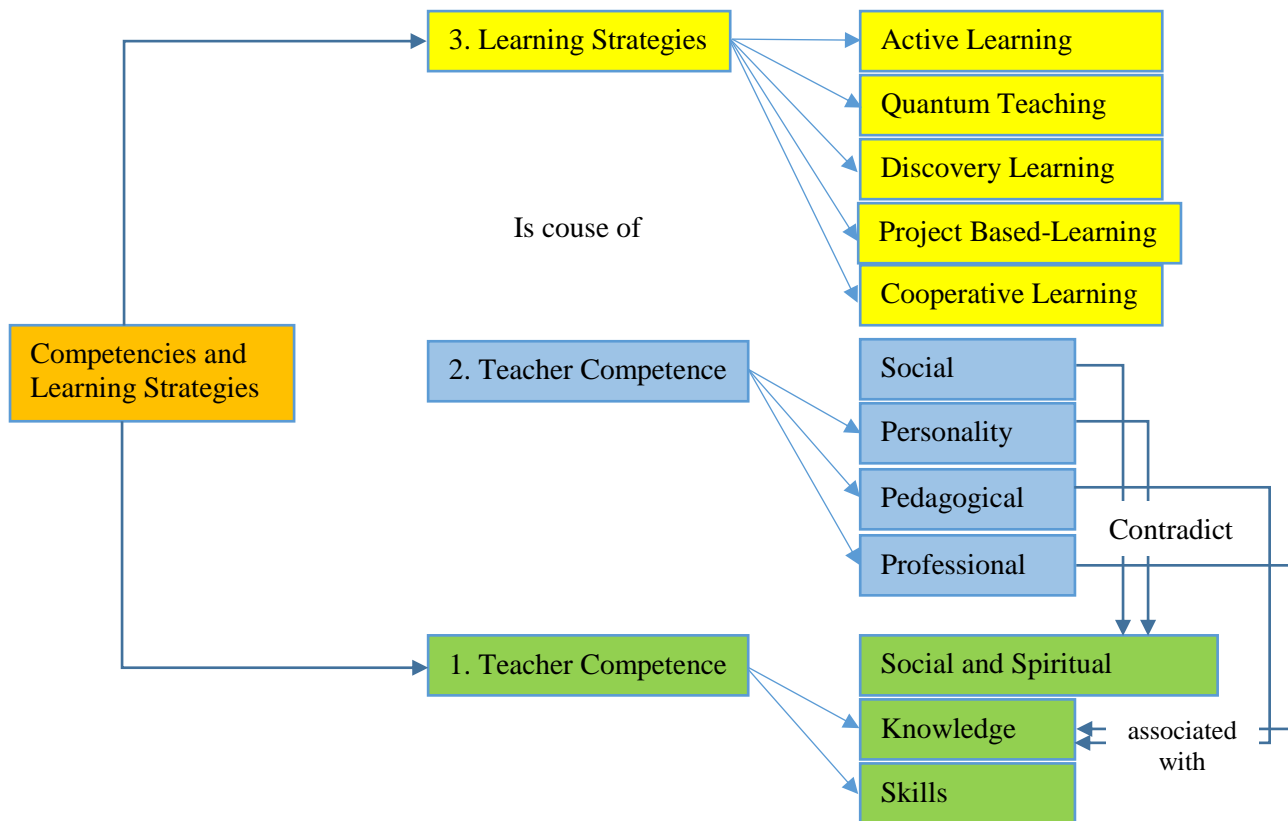 3. Learning Strategies
Active Learning
Quantum Teaching
Discovery Learning
Project Based-Learning
Cooperative Learning
Is couse of
Competencies and
Learning Strategies
2. Teacher Competence
Social
Personality
Pedagogical
Professional
Contradict
1. Teacher Competence
Social and Spiritual
Knowledge
Skills
associated
with